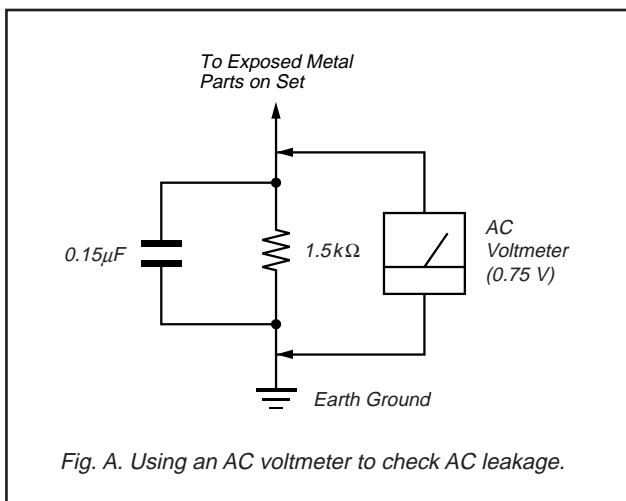 To Exposed Metal
Parts on Set
0.15μF
1.5kΩ
AC
Voltmeter
(0.75 V)
Earth Ground
Fig. A. Using an AC voltmeter to check AC leakage.